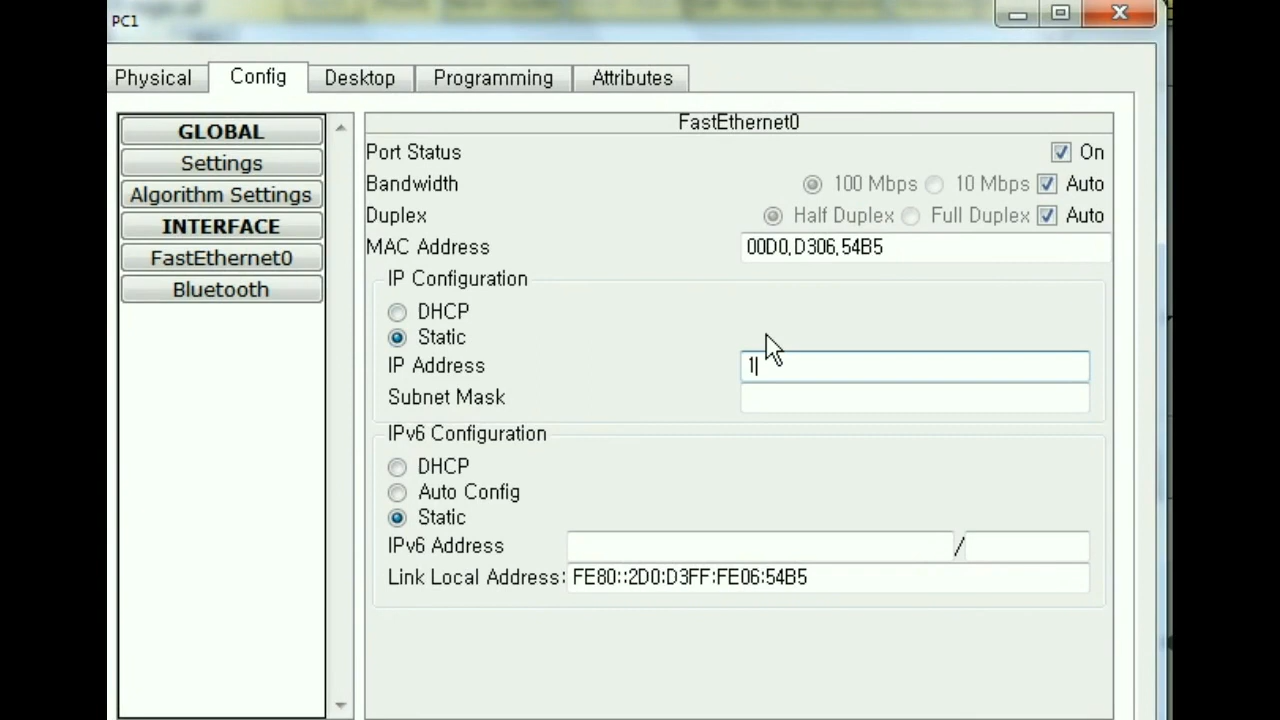 PC1
Physical Config Desktop Programming Attributes
GLOBAL
Settings
Algorithm Settings
INTERFACE
FastEthernet0
Bluetooth
FastEthernet0
Port Status On
Bandwidth 100 Mbps 10 Mbps Auto
Duplex Half Duplex Full Duplex Auto
MAC Address 00D0.D306.54B5
IP Configuration
DHCP
Static
IP Address 1
Subnet Mask
IPv6 Configuration
DHCP
Auto Config
Static
IPv6 Address /
Link Local Address: FE80::2D0:D3FF:FE06:54B5